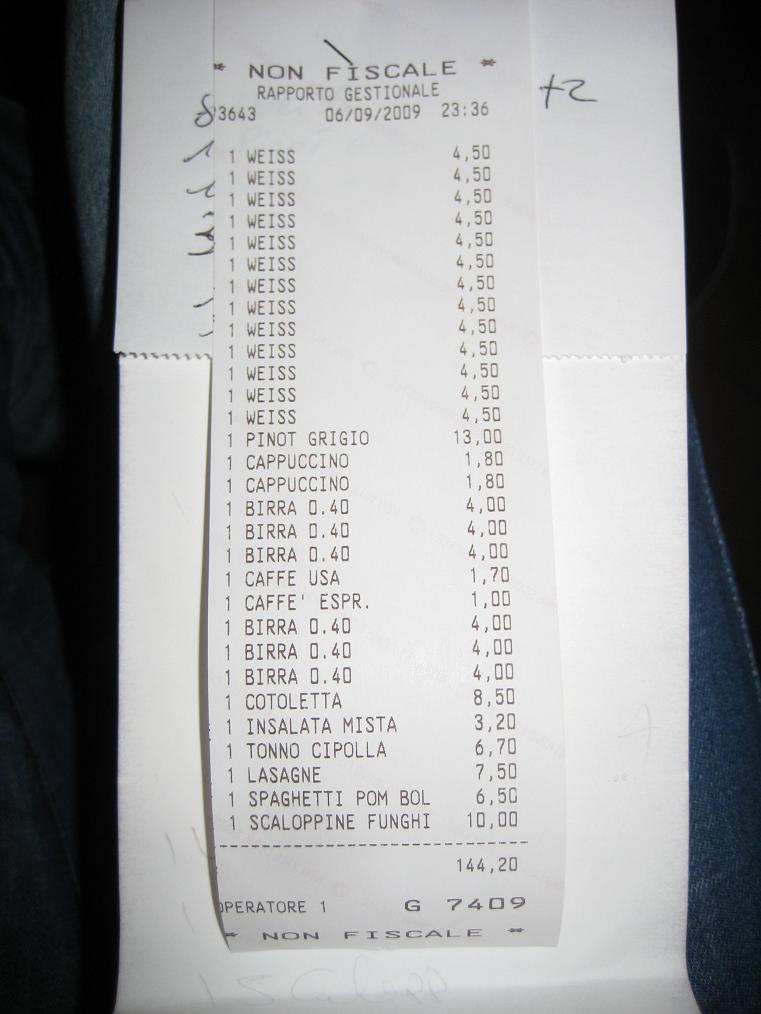 * NON FISCALE *
RAPPORTO GESTIONALE
+2
3643 06/09/2009 23:36
1 WEISS 4,50
1 WEISS 4,50
1 WEISS 4,50
1 WEISS 4,50
1 WEISS 4,50
1 WEISS 4,50
1 WEISS 4,50
1 WEISS 4,50
1 WEISS 4,50
1 WEISS 4,50
1 WEISS 4,50
1 WEISS 4,50
1 WEISS 4,50
1 PINOT GRIGIO 13,00
1 CAPPUCCINO 1,80
1 CAPPUCCINO 1,80
1 BIRRA 0.40 4,00
1 BIRRA 0.40 4,00
1 BIRRA 0.40 4,00
1 CAFFE USA 1,70
1 CAFFE' ESPR. 1,00
1 BIRRA 0.40 4,00
1 BIRRA 0.40 4,00
1 BIRRA 0.40 4,00
1 COTOLETTA 8,50
1 INSALATA MISTA 3,20
1 TONNO CIPOLLA 6,70
1 LASAGNE 7,50
1 SPAGHETTI POM BOL 6,50
1 SCALOPPINE FUNGHI 10,00
144,20
OPERATORE 1 G 7409
* NON FISCALE *